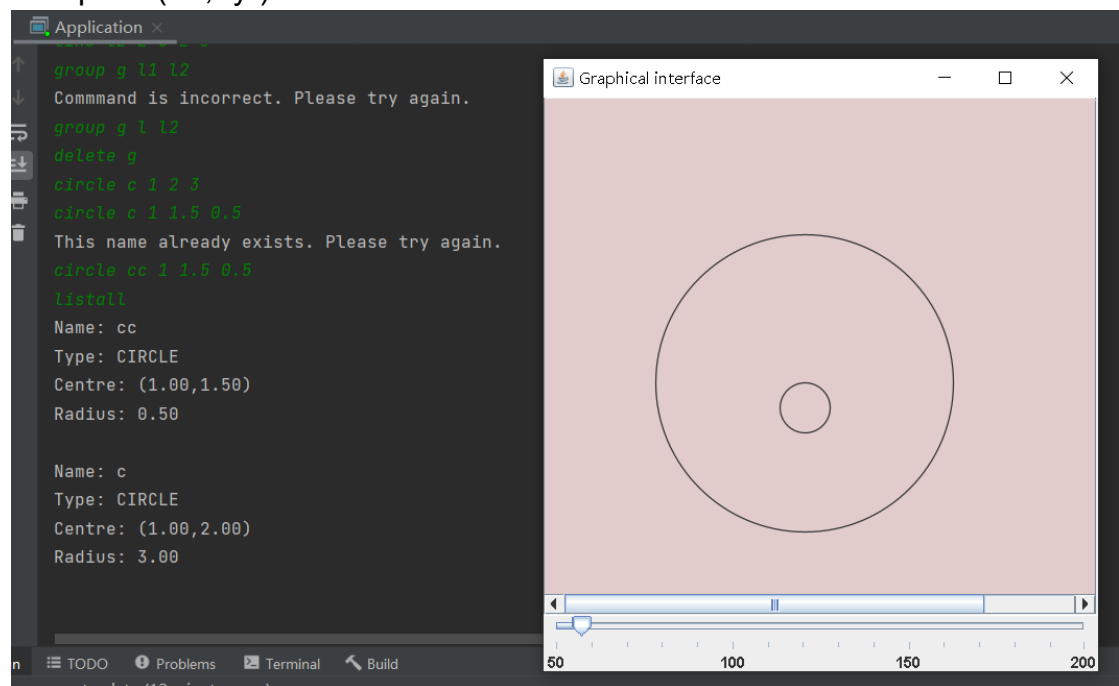 Application
group g l1 l2
Commmand is incorrect. Please try again.
group g l l2
delete g
circle c 1 2 3
circle c 1 1.5 0.5
This name already exists. Please try again.
circle cc 1 1.5 0.5
listall
Name: cc
Type: CIRCLE
Centre: (1.00,1.50)
Radius: 0.50
Name: c
Type: CIRCLE
Centre: (1.00,2.00)
Radius: 3.00
Graphical interface
50 100 150 200
TODO Problems Terminal Build